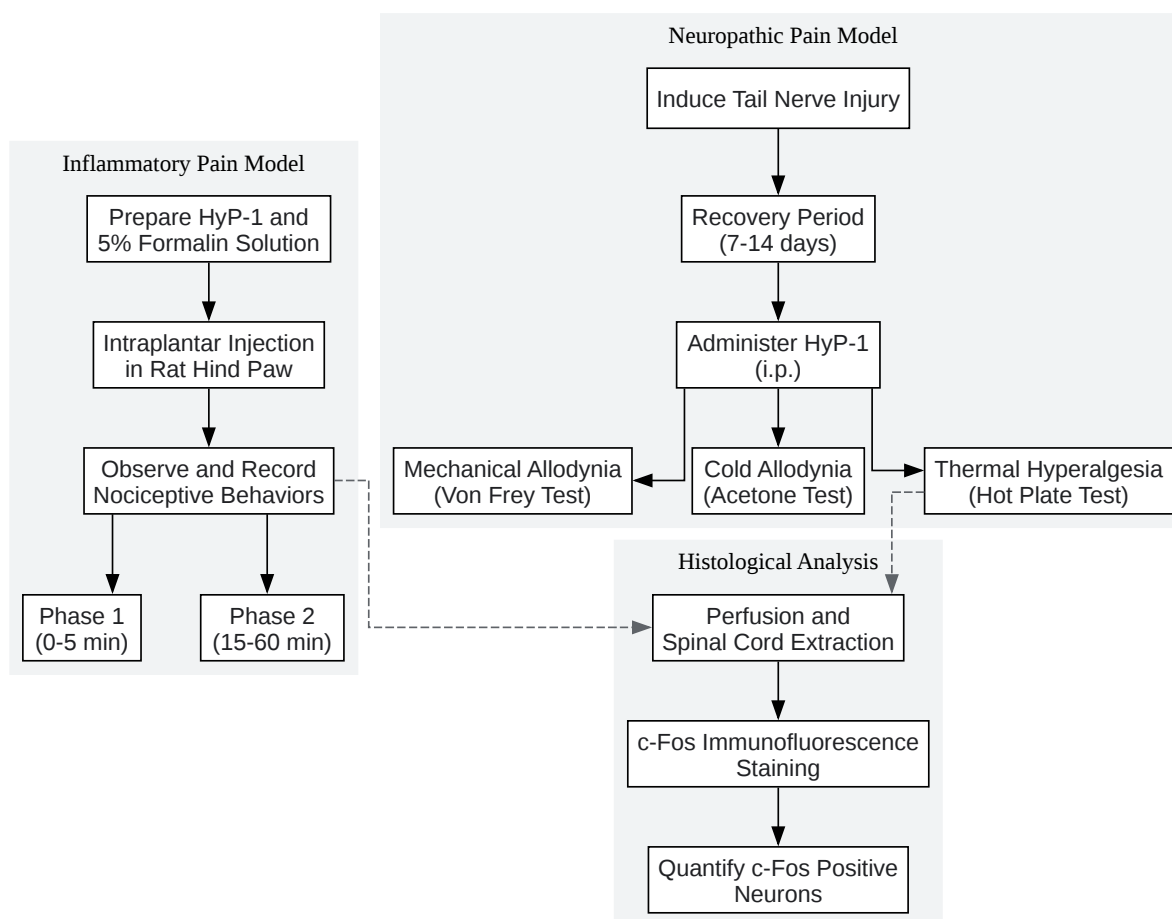 Neuropathic Pain Model
Induce Tail Nerve Injury
Recovery Period
(7-14 days)
Administer HyP-1
(i.p.)
Mechanical Allodynia
(Von Frey Test)
Cold Allodynia
(Acetone Test)
Thermal Hyperalgesia
(Hot Plate Test)
Inflammatory Pain Model
Prepare HyP-1 and
5% Formalin Solution
Intraplantar Injection
in Rat Hind Paw
Observe and Record
Nociceptive Behaviors
Phase 1
(0-5 min)
Phase 2
(15-60 min)
Histological Analysis
Perfusion and
Spinal Cord Extraction
c-Fos Immunofluorescence
Staining
Quantify c-Fos Positive
Neurons